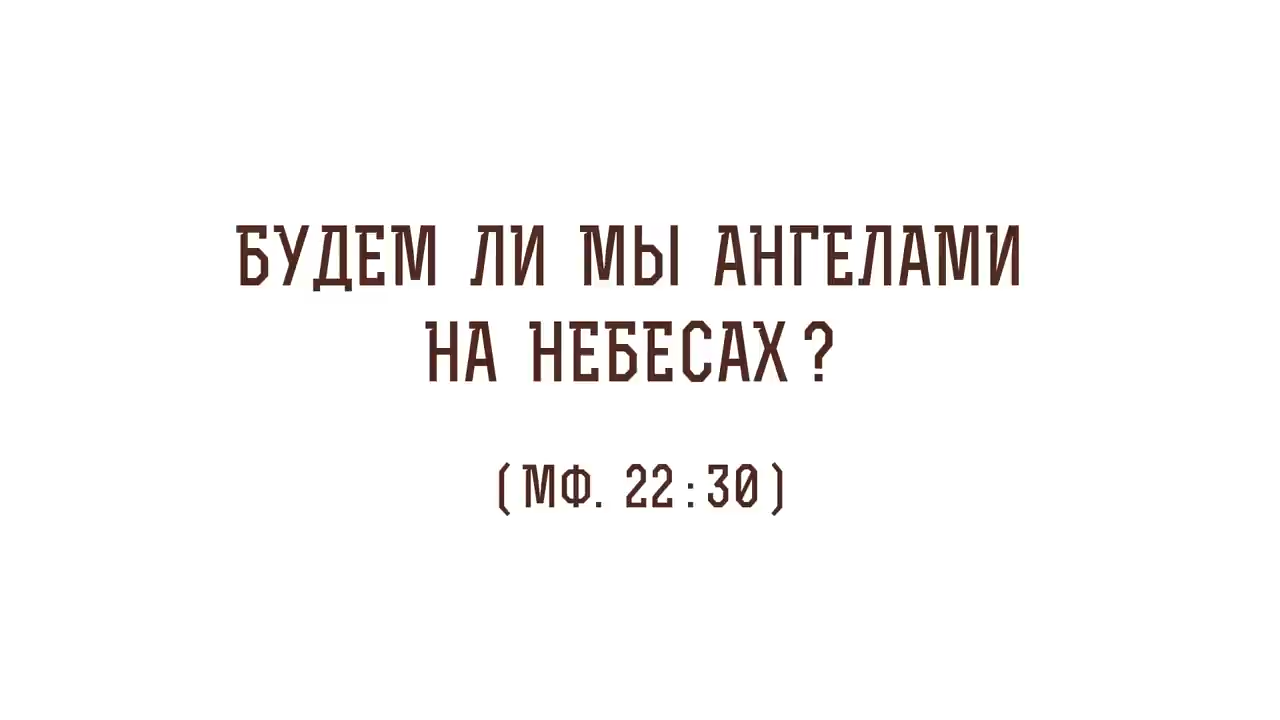 БУДЕМ ЛИ МЫ АНГЕЛАМИ
НА НЕБЕСАХ?
(МФ. 22:30)